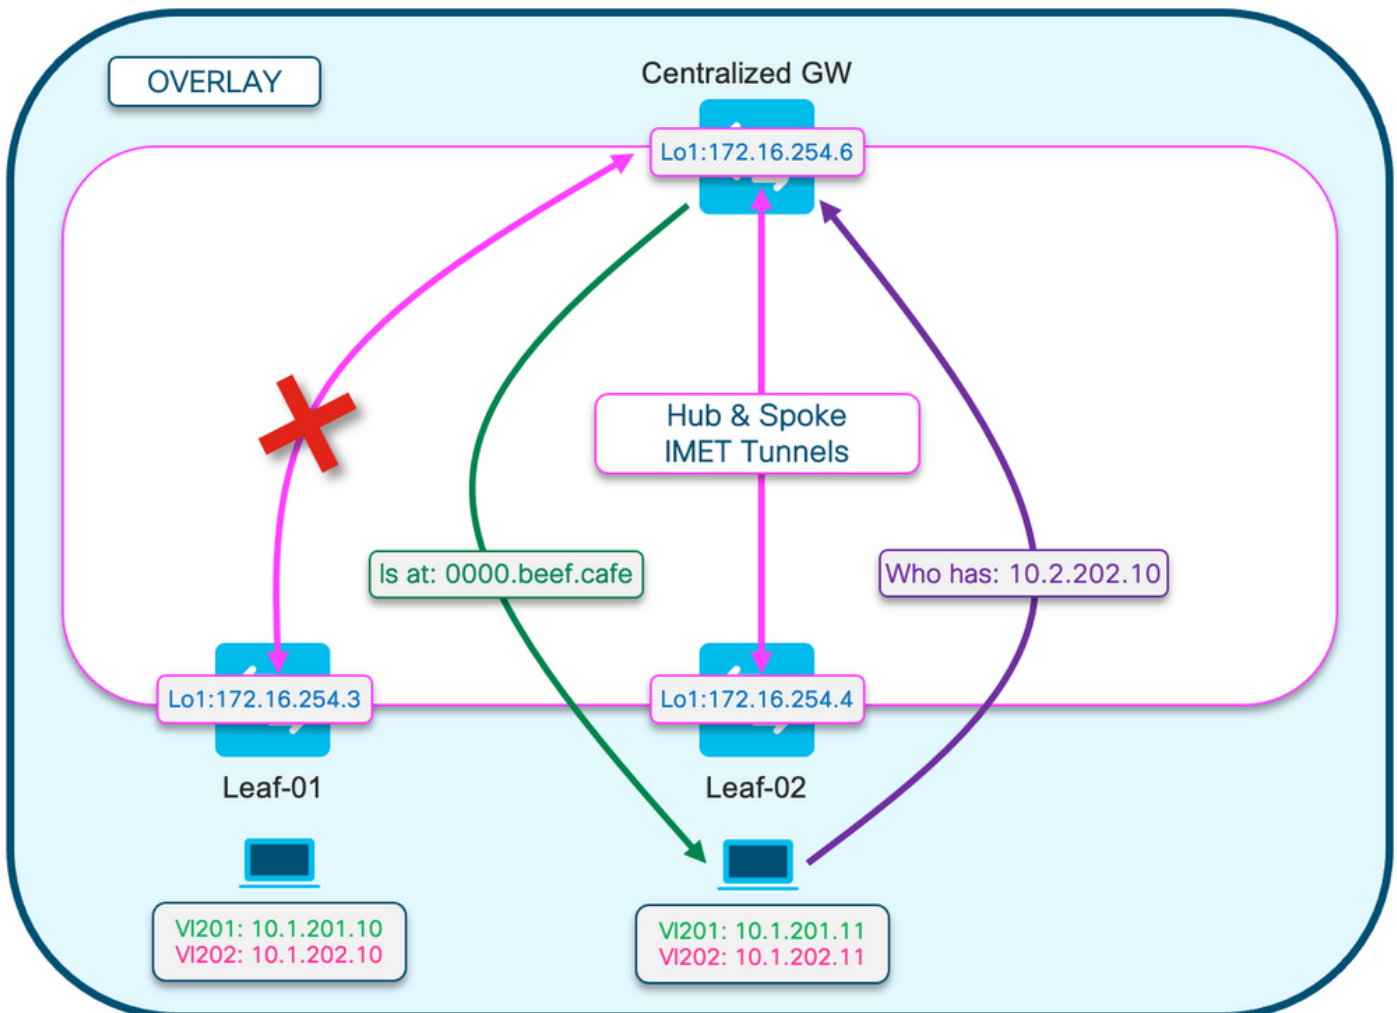 OVERLAY
Centralized GW
Lo1:172.16.254.6
Hub & Spoke
IMET Tunnels
Is at: 0000.beef.cafe
Who has: 10.2.202.10
Lo1:172.16.254.3
Lo1:172.16.254.4
Leaf-01
Leaf-02
Vl201: 10.1.201.10
Vl202: 10.1.202.10
Vl201: 10.1.201.11
Vl202: 10.1.202.11